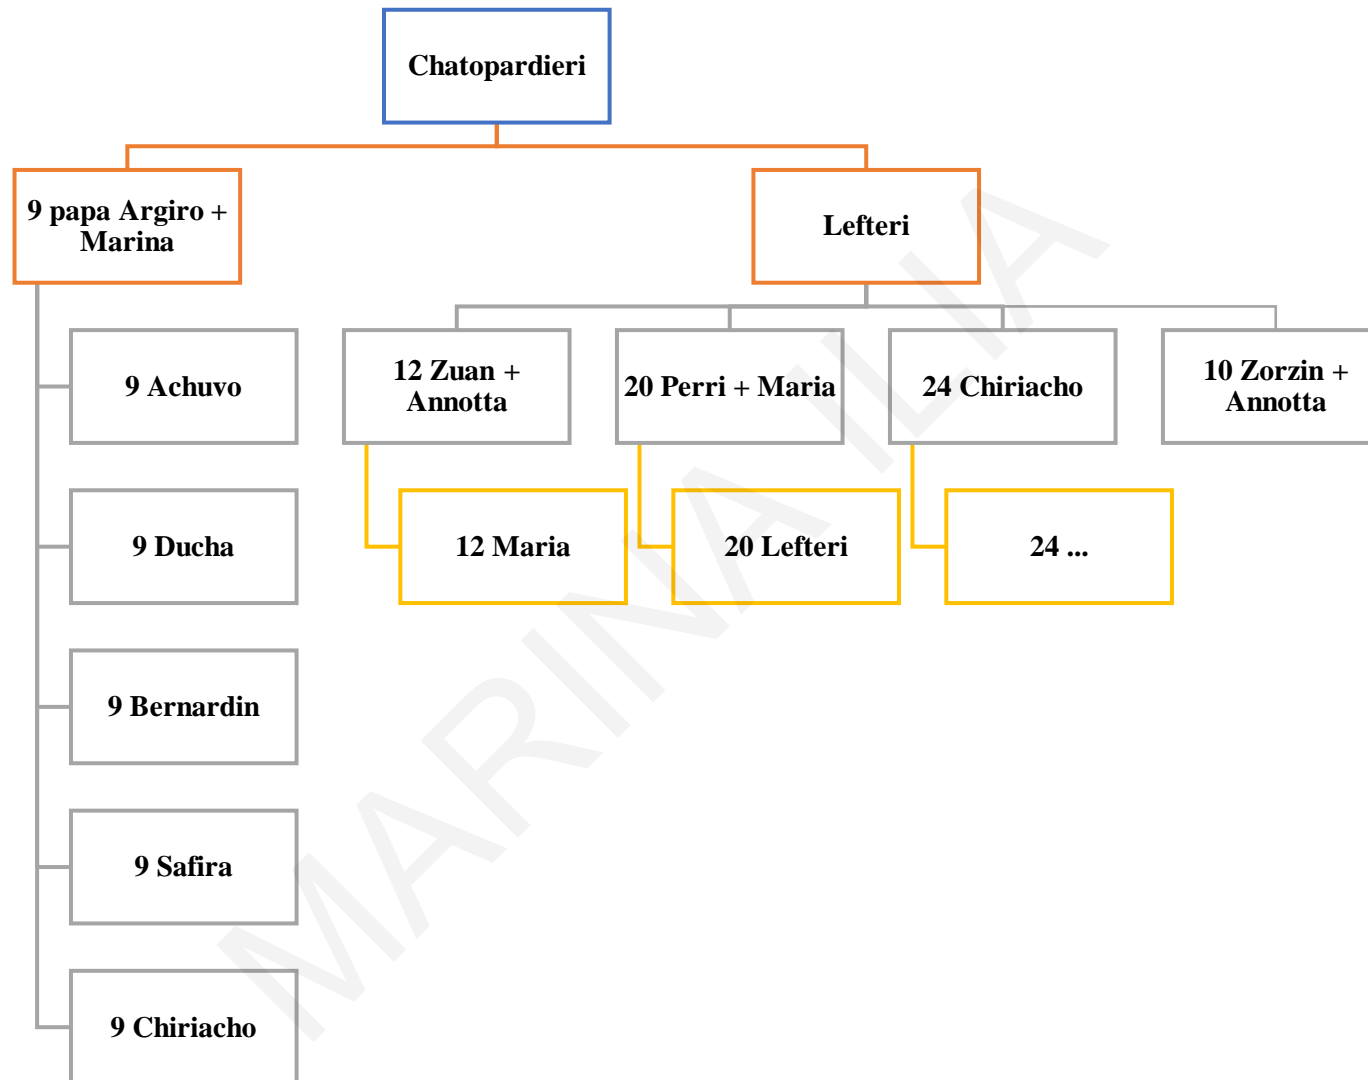 Chatopardieri
9 papa Argiro +
Marina
Lefteri
9 Achuvo
12 Zuan +
Annotta
20 Perri + Maria
24 Chiriacho
10 Zorzin +
Annotta
9 Ducha
12 Maria
20 Lefteri
24 ...
9 Bernardin
9 Safira
9 Chiriacho
MARINA ILIA